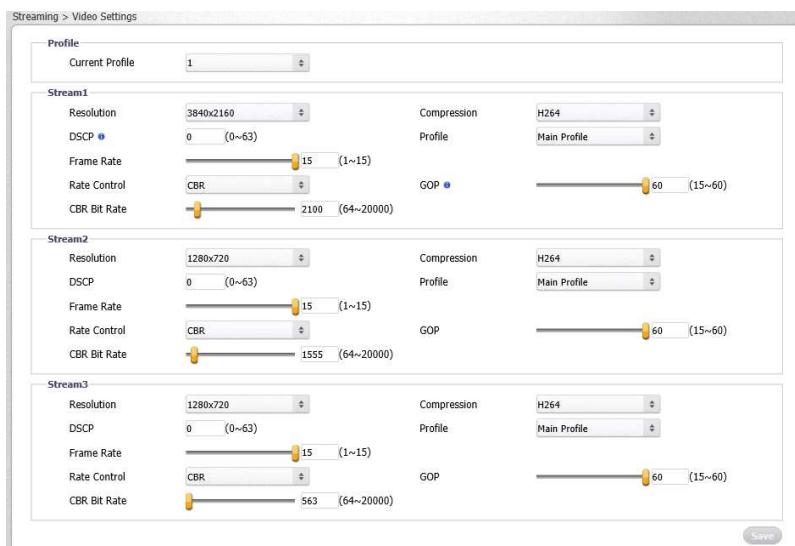 Streaming > Video Settings
Profile
Current Profile 1
Stream1
Resolution 3840x2160 Compression H264
DSCP 0 (0~63) Profile Main Profile
Frame Rate 15 (1~15)
Rate Control CBR GOP 60 (15~60)
CBR Bit Rate 2100 (64~20000)
Stream2
Resolution 1280x720 Compression H264
DSCP 0 (0~63) Profile Main Profile
Frame Rate 15 (1~15)
Rate Control CBR GOP 60 (15~60)
CBR Bit Rate 1555 (64~20000)
Stream3
Resolution 1280x720 Compression H264
DSCP 0 (0~63) Profile Main Profile
Frame Rate 15 (1~15)
Rate Control CBR GOP 60 (15~60)
CBR Bit Rate 563 (64~20000)
Save